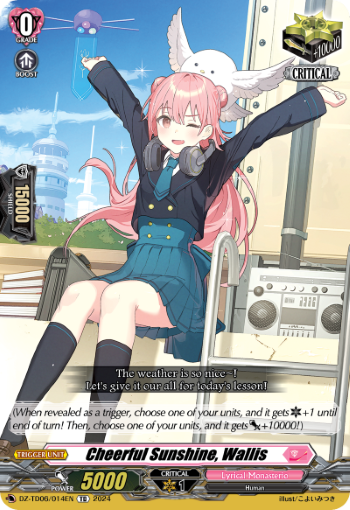 0
GRADE
+10000
BOOST
CRITICAL
15000
SHIELD
The weather is so nice~!
Let's give it our all for today's lesson!
(When revealed as a trigger, choose one of your units, and it gets +1 until
end of turn! Then, choose one of your units, and it gets +10000!)
TRIGGER UNIT
Cheerful Sunshine, Wallis
POWER
5000
CRITICAL
1
Lyrical Monasterio
Human
DZ-TD06/014EN TD 2024
illust/こよいみつき